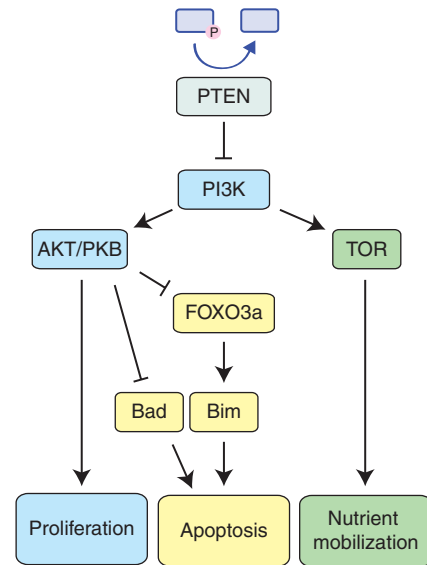 P
PTEN
PI3K
AKT/PKB
TOR
FOXO3a
Bad
Bim
Proliferation
Apoptosis
Nutrient
mobilization